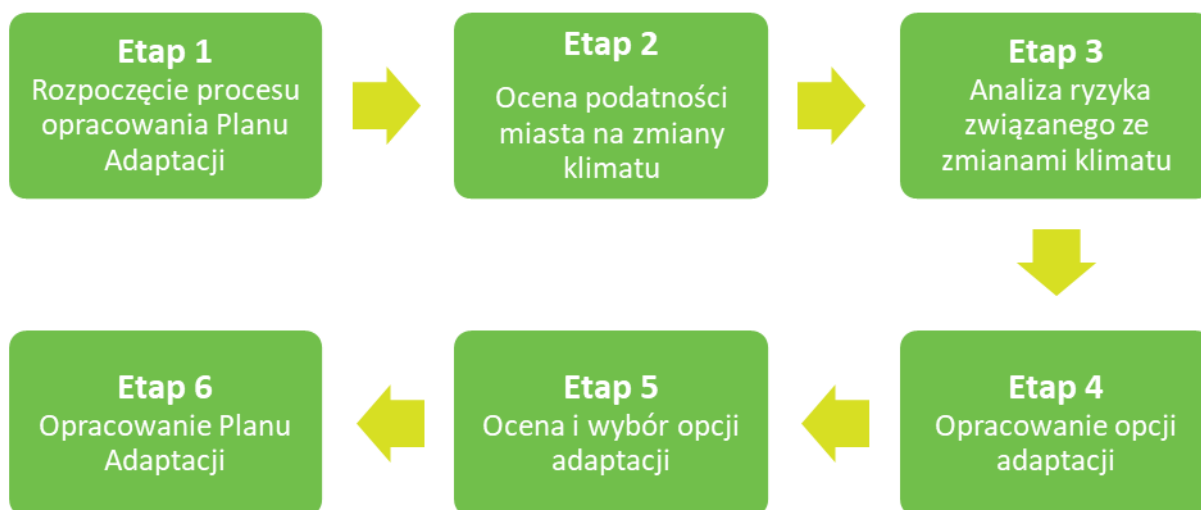 Etap 1
Rozpoczęcie procesu
opracowania Planu
Adaptacji
Etap 2
Ocena podatności
miasta na zmiany
klimatu
Etap 3
Analiza ryzyka
związanego ze
zmianami klimatu
Etap 4
Opracowanie opcji
adaptacji
Etap 5
Ocena i wybór opcji
adaptacji
Etap 6
Opracowanie Planu
Adaptacji